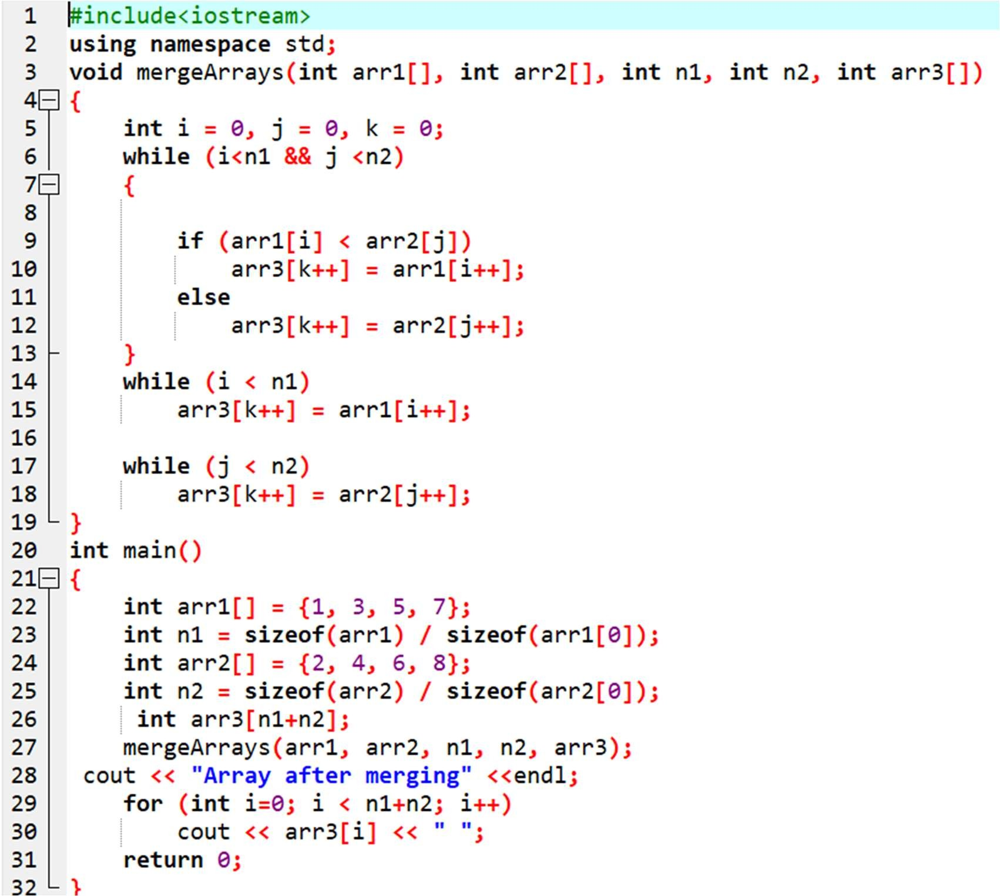 1 #include<iostream>
2 using namespace std;
3 void mergeArrays(int arr1[], int arr2[], int n1, int n2, int arr3[])
4 {
5     int i = 0, j = 0, k = 0;
6     while (i<n1 && j <n2)
7     {
8
9         if (arr1[i] < arr2[j])
10             arr3[k++] = arr1[i++];
11         else
12             arr3[k++] = arr2[j++];
13     }
14     while (i < n1)
15         arr3[k++] = arr1[i++];
16
17     while (j < n2)
18         arr3[k++] = arr2[j++];
19 }
20 int main()
21 {
22     int arr1[] = {1, 3, 5, 7};
23     int n1 = sizeof(arr1) / sizeof(arr1[0]);
24     int arr2[] = {2, 4, 6, 8};
25     int n2 = sizeof(arr2) / sizeof(arr2[0]);
26      int arr3[n1+n2];
27     mergeArrays(arr1, arr2, n1, n2, arr3);
28  cout << "Array after merging" <<endl;
29     for (int i=0; i < n1+n2; i++)
30         cout << arr3[i] << " ";
31     return 0;
32 }